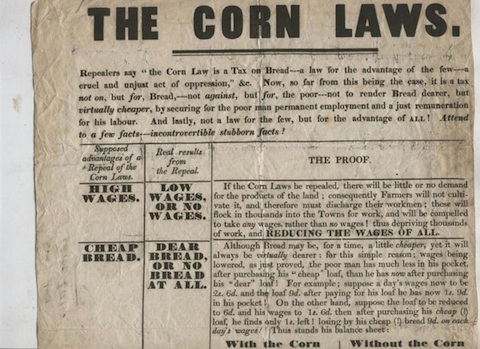 THE CORN LAWS.
Repealers say "the Corn Law is a Tax on Bread---a law for the advantage of the few---a
cruel and unjust act of oppression," &c. Now, so far from this being the case, it is a tax
not on, but for, Bread,---not against, but for, the poor---not to render Bread dearer, but
virtually cheaper, by securing for the poor man permanent employment and a just remuneration
for his labour. And lastly, not a law for the few, but for the advantage of ALL! Attend
to a few facts---incontrovertible stubborn facts!
Supposed
advantages of a
Repeal of the
Corn Laws.
Real results
from
the Repeal.
THE PROOF.
HIGH
WAGES.
LOW
WAGES,
OR NO
WAGES.
If the Corn Laws be repealed, there will be little or no demand
for the products of the land; consequently Farmers will not culti-
vate it, and therefore must discharge their workmen; these will
flock in thousands into the Towns for work, and will be compelled
to take any wages rather than no wages! thus depriving thousands
of work, and REDUCING THE WAGES OF ALL.
CHEAP
BREAD.
DEAR
BREAD,
OR NO
BREAD
AT ALL.
Although Bread may be, for a time, a little cheaper, yet it will
always be virtually dearer: for this simple reason; wages being
lowered, as just proved, the poor man has much less in his pocket
after purchasing his "cheap" loaf, than he has now after purchasing
his "dear" loaf! For example; suppose a day's wages now to be
2s. 6d. and the loaf 9d. after paying for his loaf he has now 1s. 9d.
in his pocket! On the other hand, suppose the loaf to be reduced
to 6d. and his wages to 1s. 6d. then after purchasing his cheap (!)
loaf, he finds only 1s. left! losing by his cheap (!) bread 9d. on each
day's wages! Thus stands his balance sheet:
With the Corn
Without the Corn